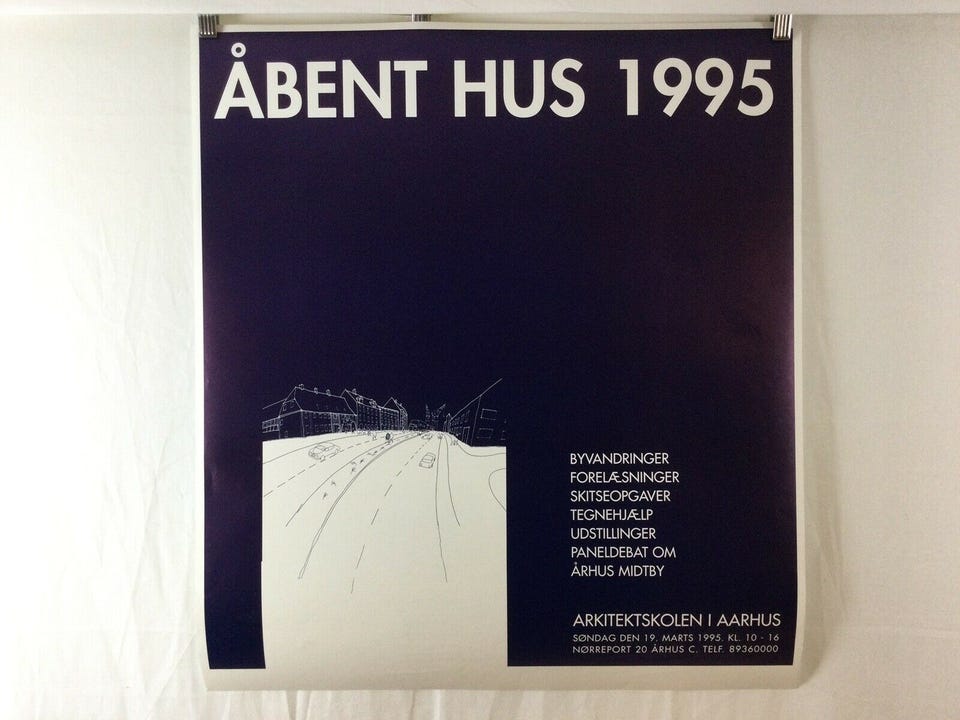 ÅBENT HUS 1995
BYVANDRINGER
FORELÆSNINGER
SKITSEOPGAVER
TEGNEHJÆLP
UDSTILLINGER
PANELDEBAT OM
ÅRHUS MIDTBY
ARKITEKTSKOLEN I AARHUS
SØNDAG DEN 19. MARTS 1995. KL. 10 - 16
NØRREPORT 20 ÅRHUS C. TELF. 89360000